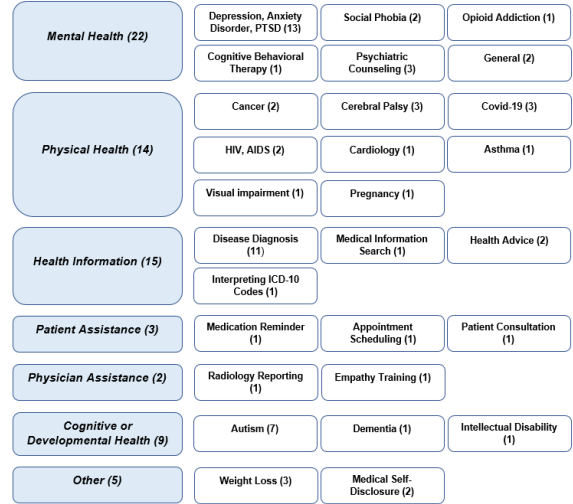 Mental Health (22)
Depression, Anxiety
Disorder, PTSD (13)
Social Phobia (2)
Opioid Addiction (1)
Cognitive Behavioral
Therapy (1)
Psychiatric
Counseling (3)
General (2)
Physical Health (14)
Cancer (2)
Cerebral Palsy (3)
Covid-19 (3)
HIV, AIDS (2)
Cardiology (1)
Asthma (1)
Visual impairment (1)
Pregnancy (1)
Health Information (15)
Disease Diagnosis
(11)
Medical Information
Search (1)
Health Advice (2)
Interpreting ICD-10
Codes (1)
Patient Assistance (3)
Medication Reminder
(1)
Appointment
Scheduling (1)
Patient Consultation
(1)
Physician Assistance (2)
Radiology Reporting
(1)
Empathy Training (1)
Cognitive or
Developmental Health (9)
Autism (7)
Dementia (1)
Intellectual Disability
(1)
Other (5)
Weight Loss (3)
Medical Self-
Disclosure (2)